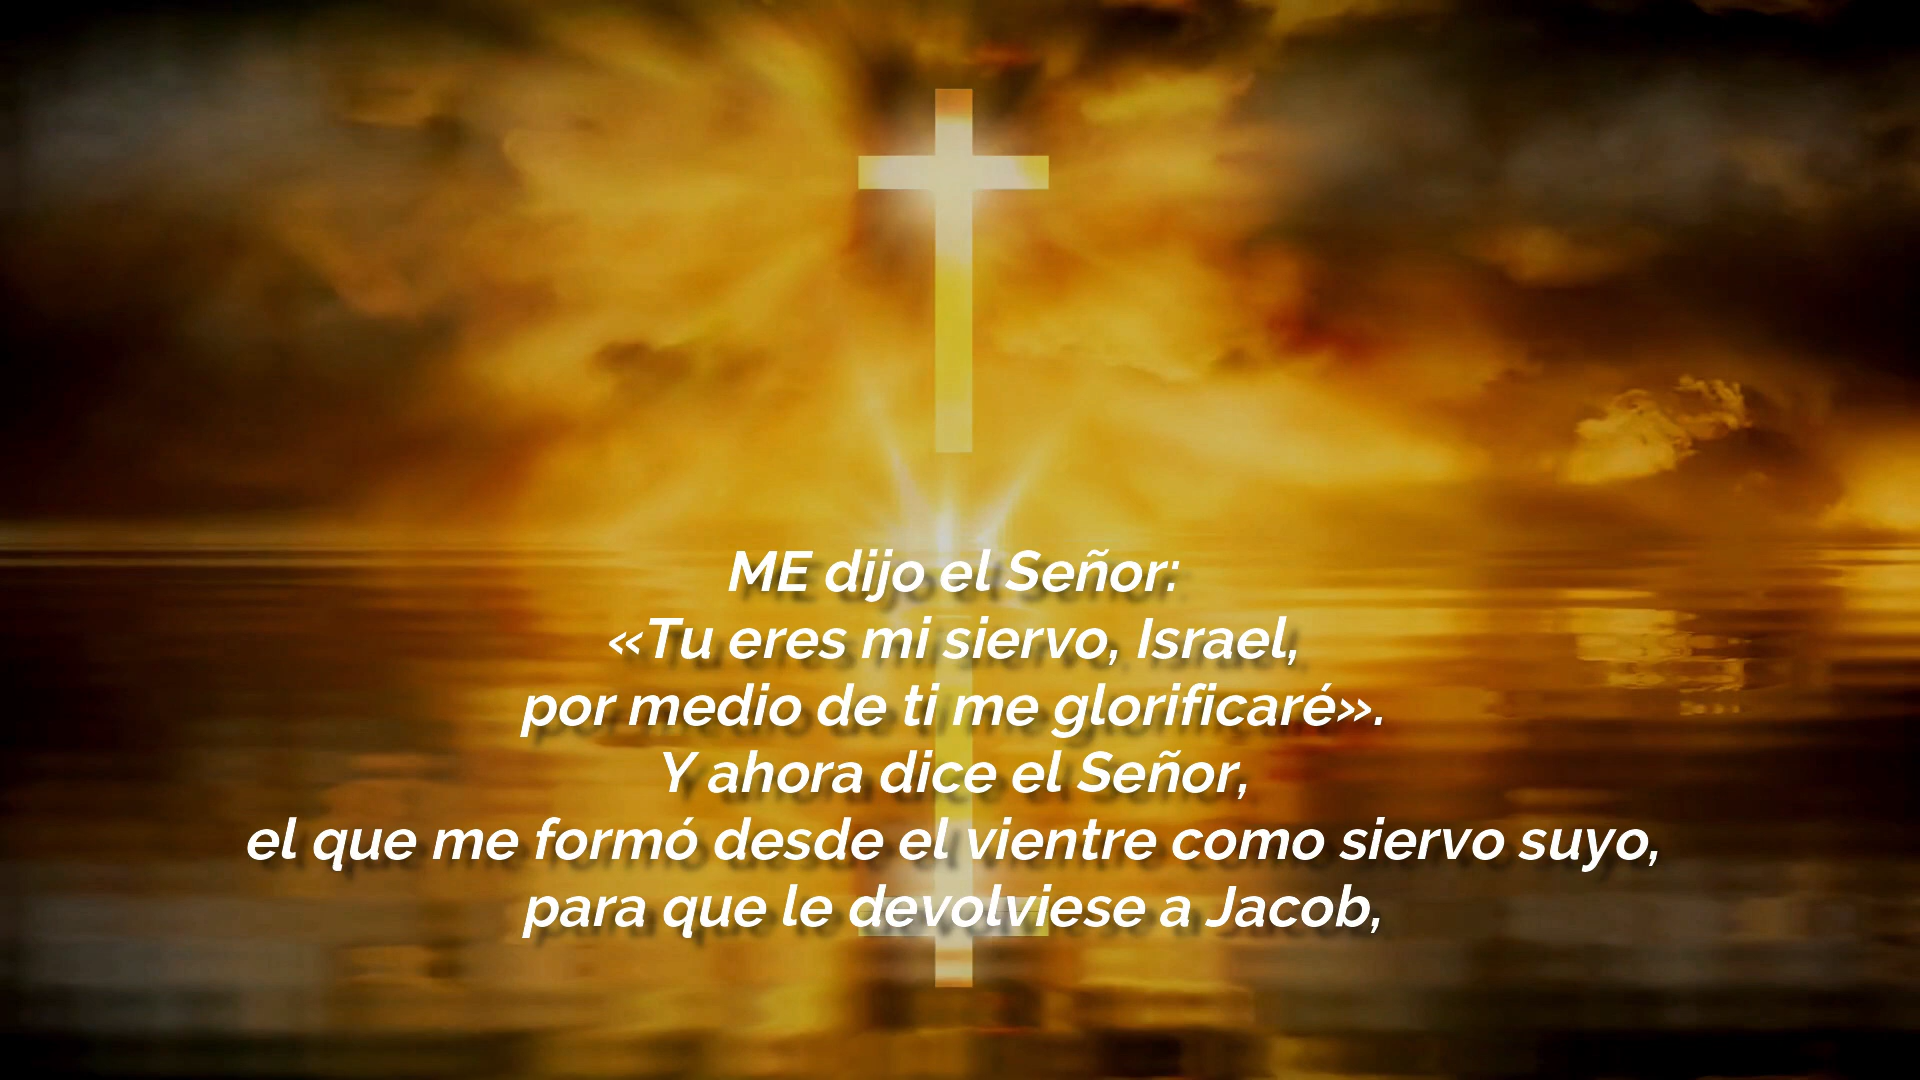 ME dijo el Señor:
«Tu eres mi siervo, Israel,
por medio de ti me glorificaré».
Y ahora dice el Señor,
el que me formó desde el vientre como siervo suyo,
para que le devolviese a Jacob,